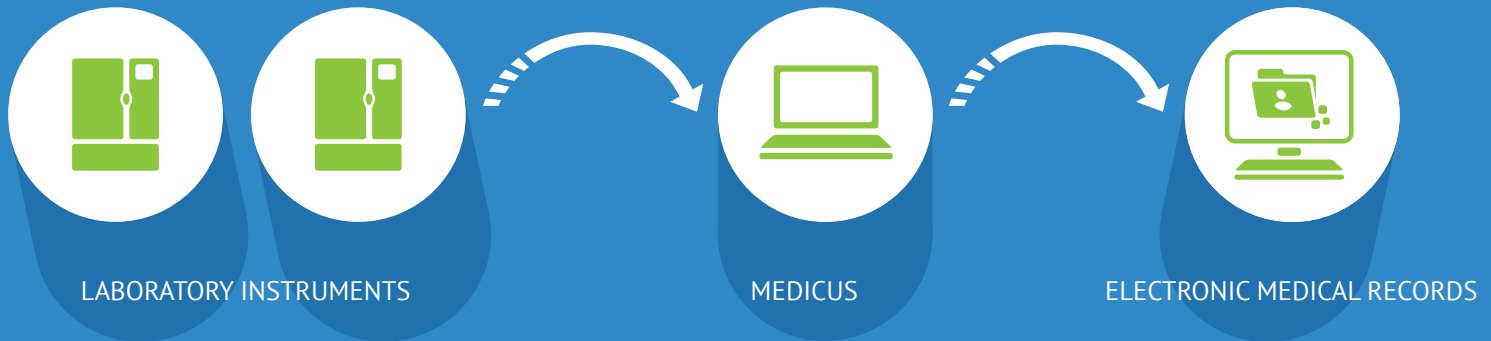 LABORATORY INSTRUMENTS
MEDICUS
ELECTRONIC MEDICAL RECORDS